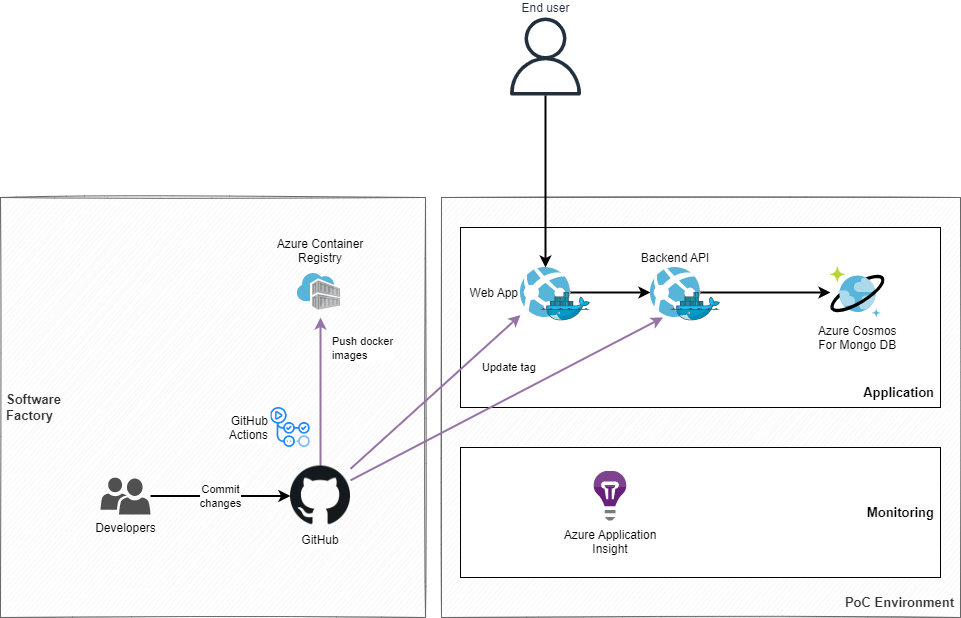 End user
Azure Container
Registry
Push docker
images
Software
Factory
GitHub
Actions
Commit
changes
Developers
GitHub
Backend API
Web App
Update tag
Azure Cosmos
For Mongo DB
Application
Azure Application
Insight
Monitoring
PoC Environment